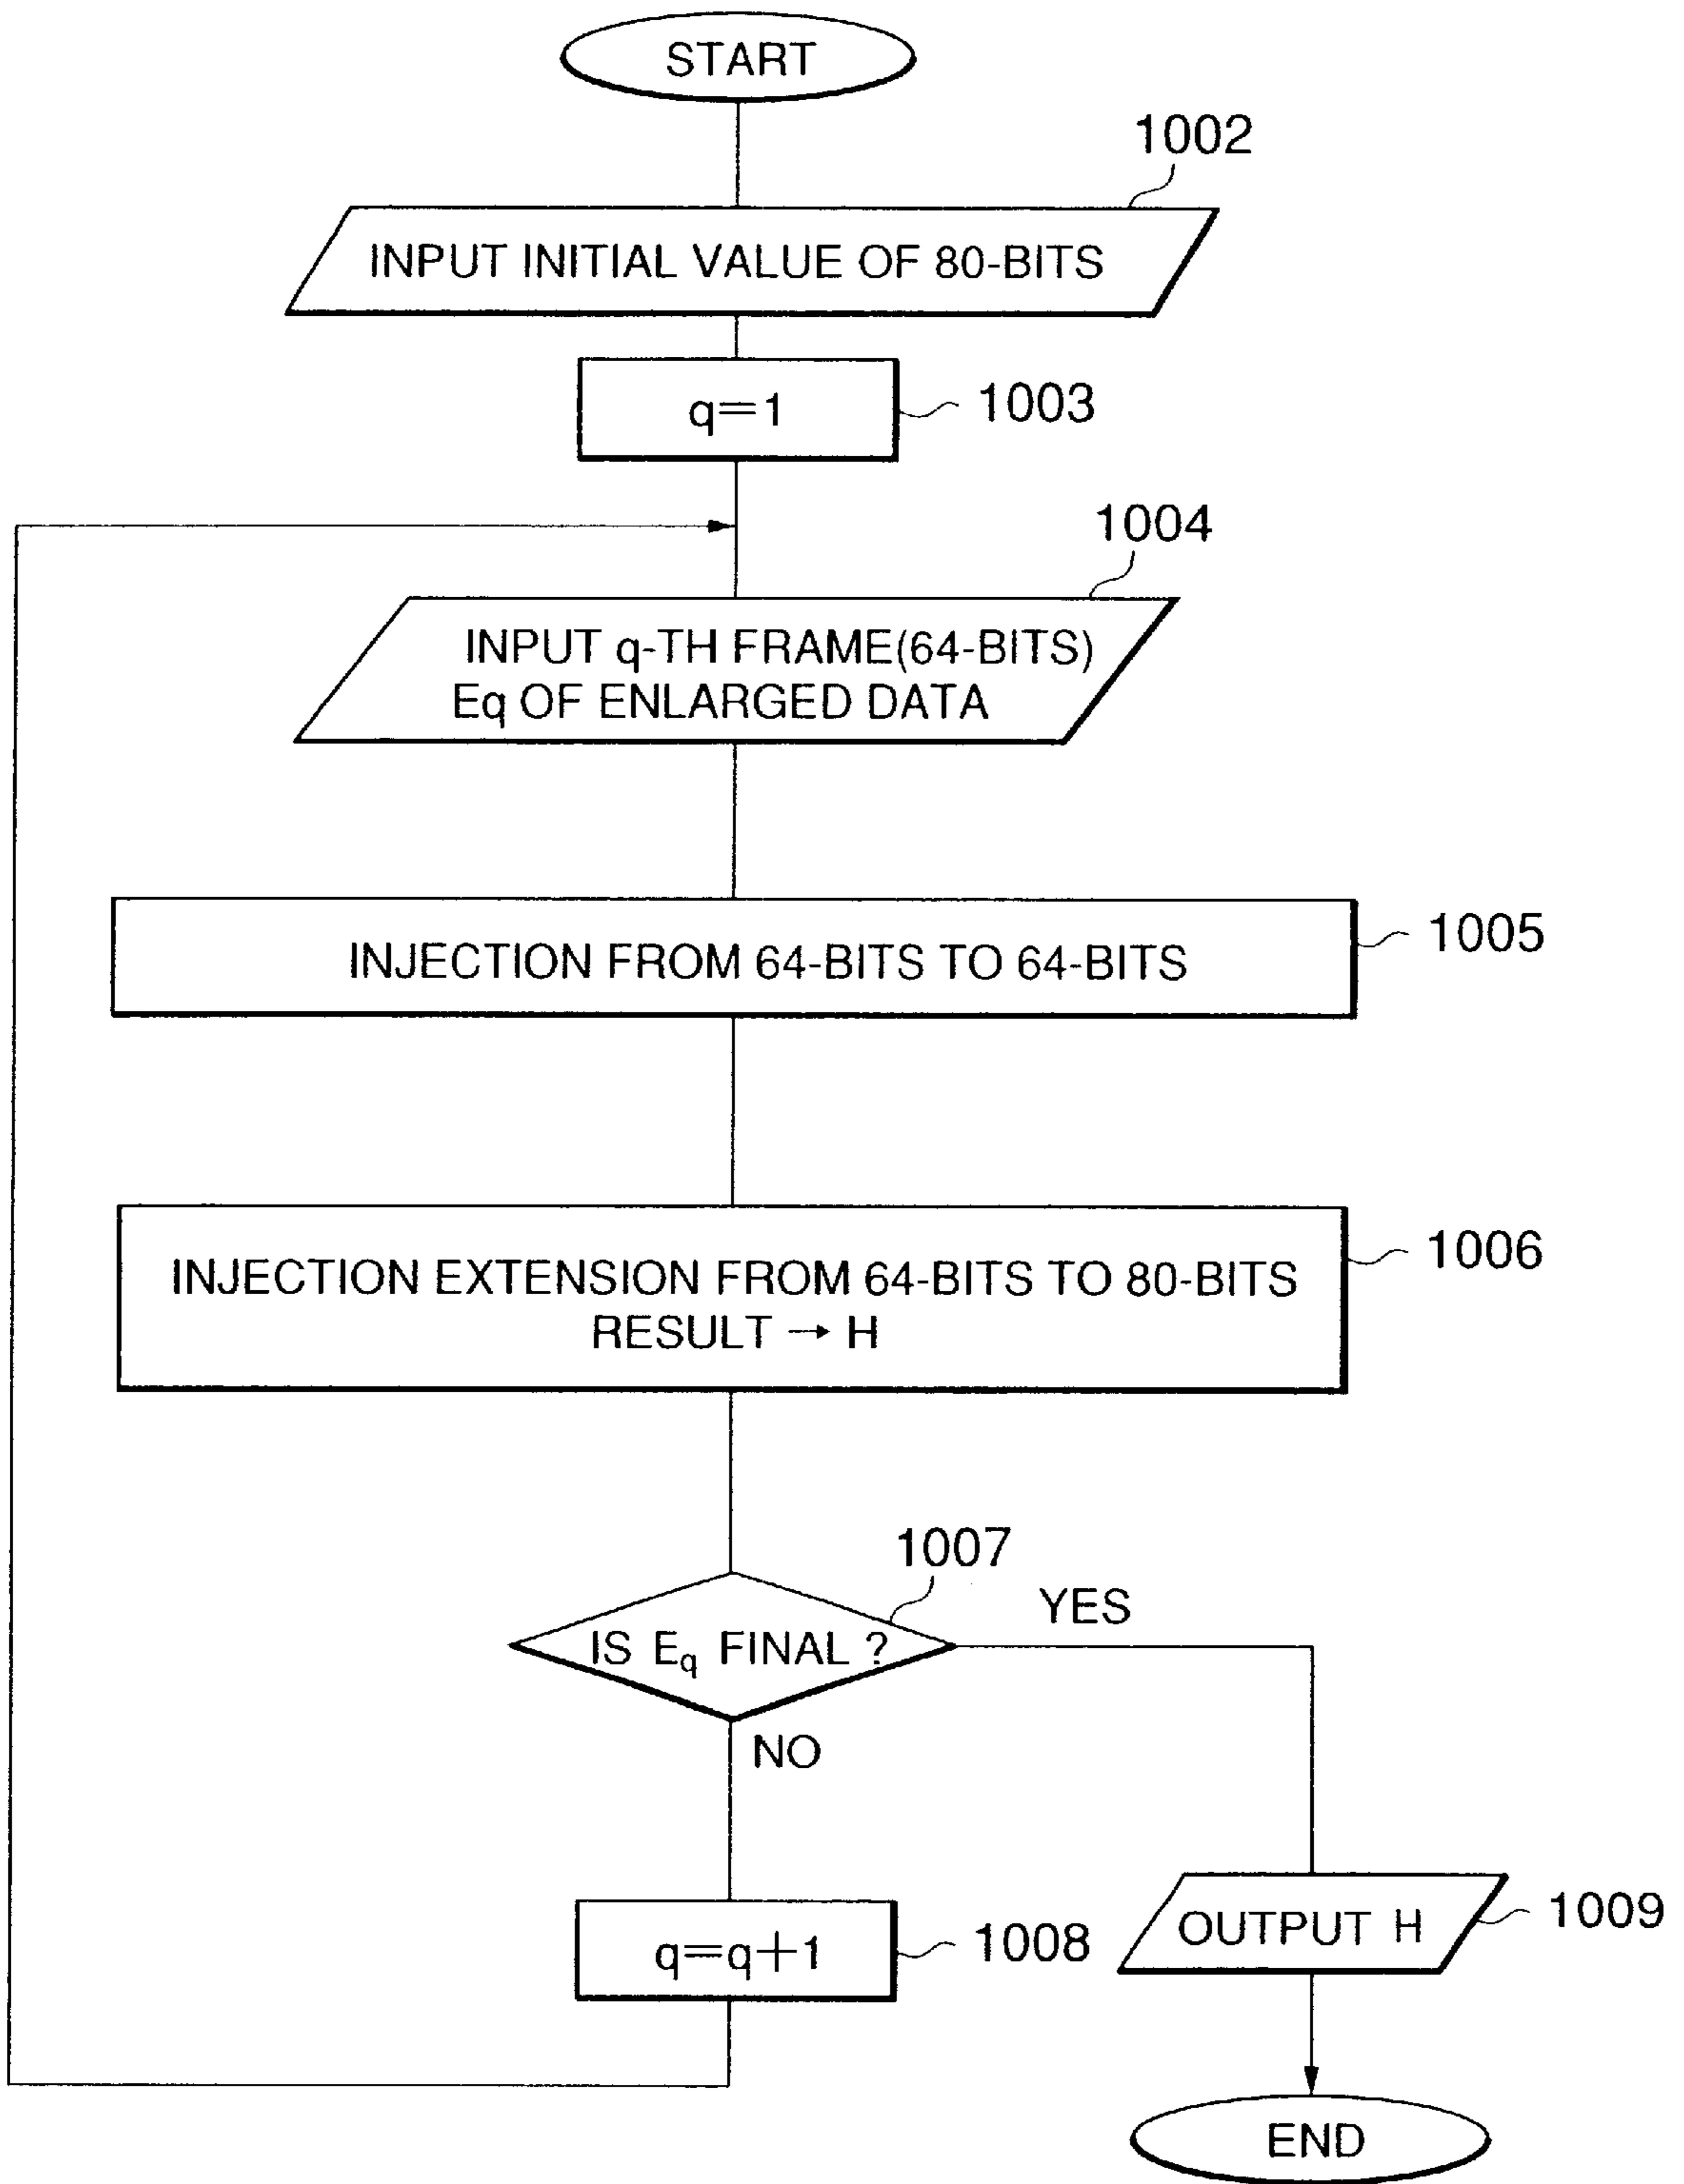 START
1002
INPUT INITIAL VALUE OF 80-BITS
q=1
1003
1004
INPUT q-TH FRAME(64-BITS)
Eq OF ENLARGED DATA
INJECTION FROM 64-BITS TO 64-BITS
1005
INJECTION EXTENSION FROM 64-BITS TO 80-BITS
RESULT → H
1006
1007
IS Eq FINAL ?
YES
NO
q=q+1
1008
OUTPUT H
1009
END